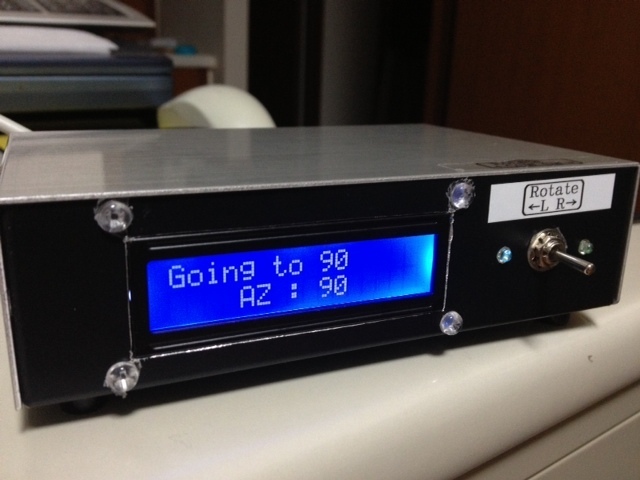 Going to 90
AZ : 90
Rotate
←L R→